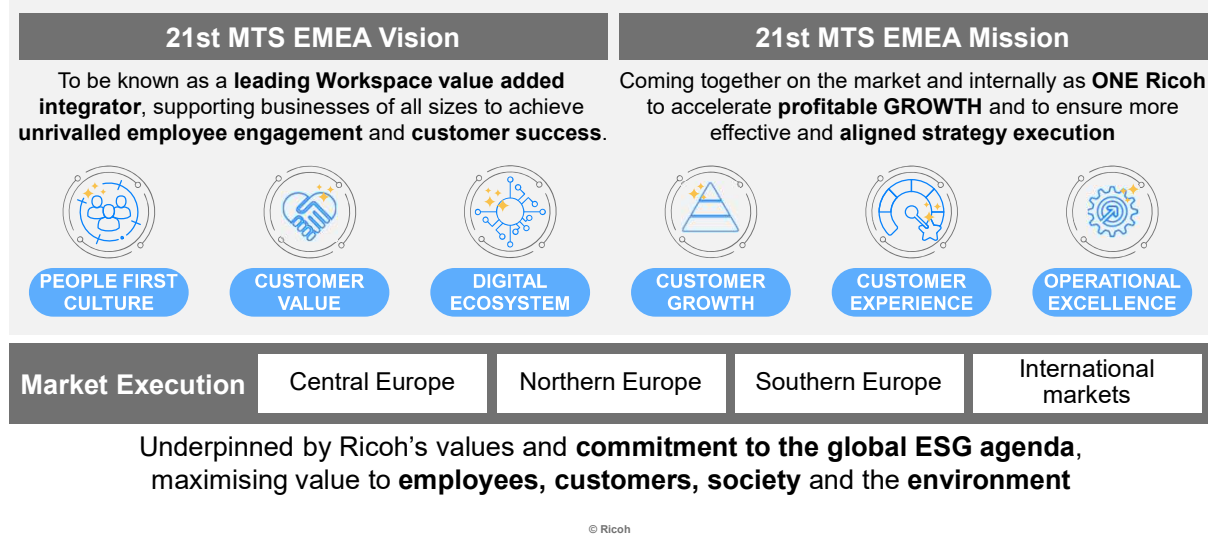 21st MTS EMEA Vision
To be known as a leading Workspace value added
integrator, supporting businesses of all sizes to achieve
unrivalled employee engagement and customer success.
PEOPLE FIRST
CULTURE
CUSTOMER
VALUE
DIGITAL
ECOSYSTEM
21st MTS EMEA Mission
Coming together on the market and internally as ONE Ricoh
to accelerate profitable GROWTH and to ensure more
effective and aligned strategy execution
CUSTOMER
GROWTH
CUSTOMER
EXPERIENCE
OPERATIONAL
EXCELLENCE
Market Execution
Central Europe
Northern Europe
Southern Europe
International
markets
Underpinned by Ricoh’s values and commitment to the global ESG agenda,
maximising value to employees, customers, society and the environment
© Ricoh